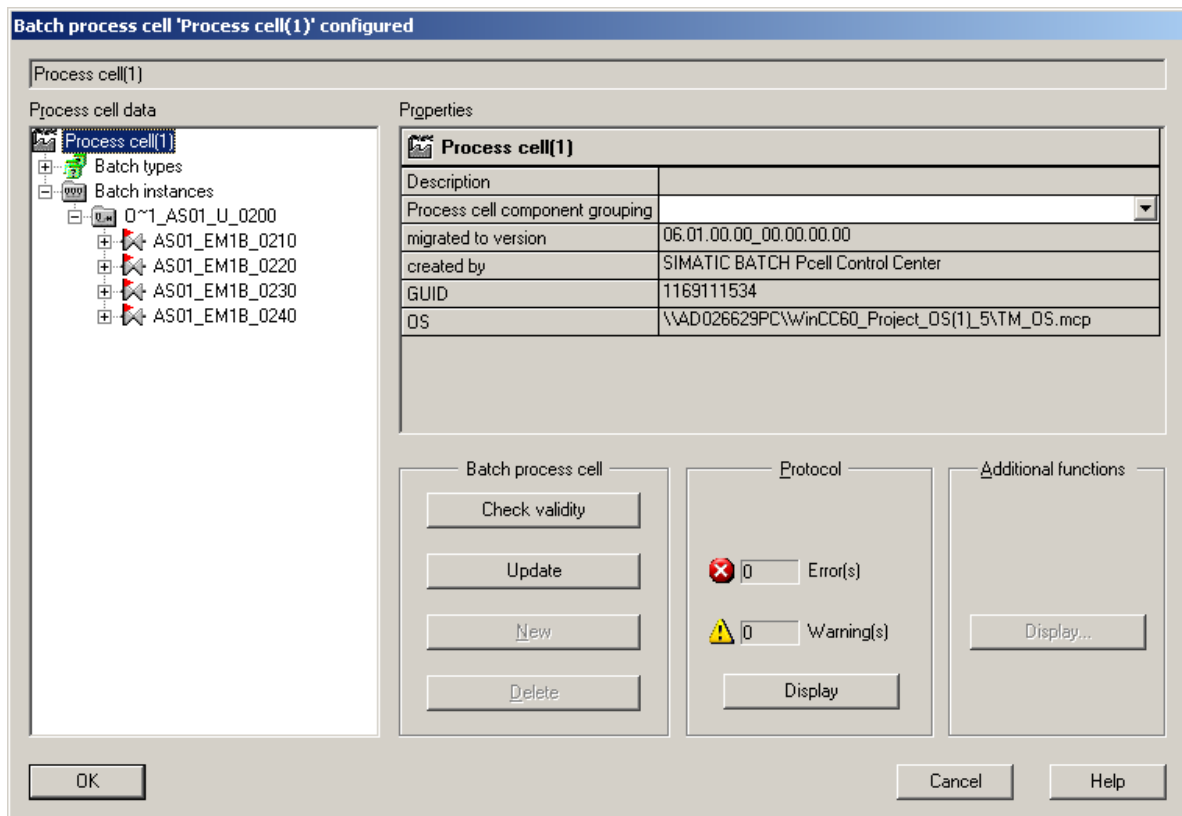 Batch process cell 'Process cell(1)' configured
Process cell(1)
Process cell data
Process cell(1)
Batch types
Batch instances
O~1_AS01_U_0200
AS01_EM1B_0210
AS01_EM1B_0220
AS01_EM1B_0230
AS01_EM1B_0240
Properties
Process cell(1)
Description
Process cell component grouping
migrated to version 06.01.00.00_00.00.00.00
created by SIMATIC BATCH Pcell Control Center
GUID 1169111534
OS \\AD026629PC\WinCC60_Project_OS(1)_5\TM_OS.mcp
Batch process cell
Check validity
Update
New
Delete
Protocol
0 Error(s)
0 Warning(s)
Display
Additional functions
Display...
OK
Cancel
Help